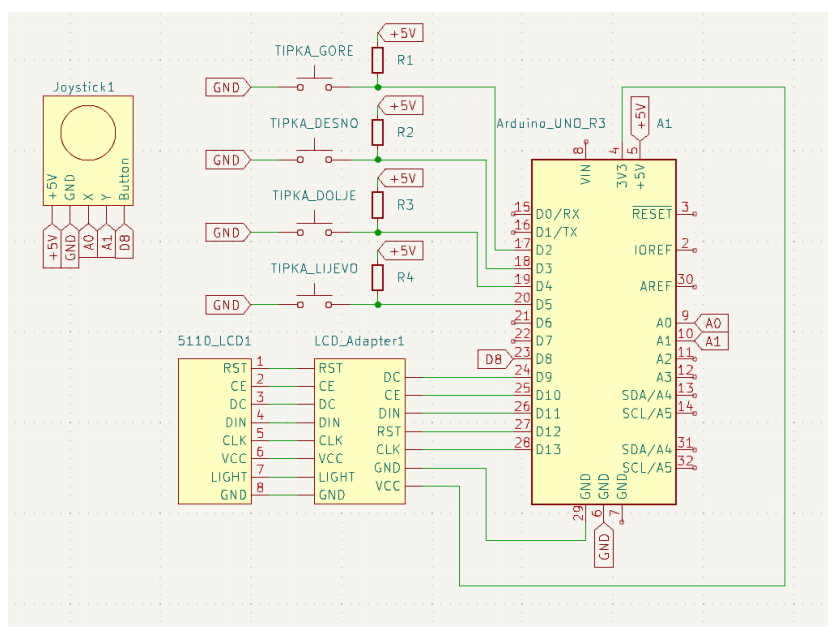 Joystick1
+5V
GND
X
Y
Button
+5V
GND
A0
A1
D8
TIPKA_GORE
+5V
R1
GND
TIPKA_DESNO
+5V
R2
GND
TIPKA_DOLJE
+5V
R3
GND
TIPKA_LIJEVO
+5V
R4
GND
5110_LCD1
RST 1
CE 2
DC 3
DIN 4
CLK 5
VCC 6
LIGHT 7
GND 8
LCD_Adapter1
RST
CE
DC
DIN
CLK
VCC
LIGHT
GND
DC
CE
DIN
RST
CLK
GND
VCC
Arduino_UNO_R3
A1
+5V
8 VIN
4 3V3
5 +5V
15 D0/RX
16 D1/TX
17 D2
18 D3
19 D4
20 D5
21 D6
22 D7
D8
23 D8
24 D9
25 D10
26 D11
27 D12
28 D13
RESET 3
IOREF 2
AREF 30
A0 9 A0
A1 10 A1
A2 11
A3 12
SDA/A4 13
SCL/A5 14
SDA/A4 31
SCL/A5 32
GND 29
GND 6
GND 7
GND